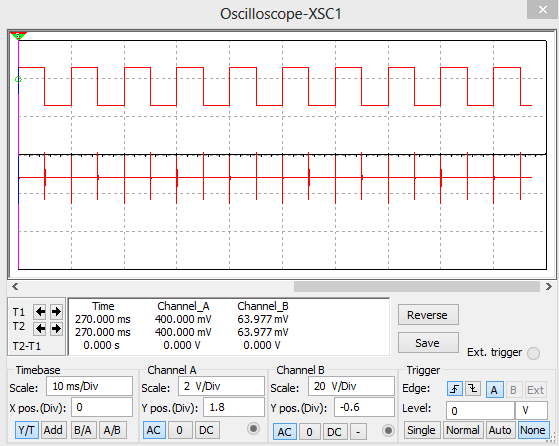 Oscilloscope-XSC1
Time Channel_A Channel_B
T1 270.000 ms 400.000 mV 63.977 mV
T2 270.000 ms 400.000 mV 63.977 mV
T2-T1 0.000 s 0.000 V 0.000 V
Reverse
Save
Ext. trigger
Timebase Channel A Channel B Trigger
Scale: 10 ms/Div Scale: 2 V/Div Scale: 20 V/Div Edge: A B Ext
X pos.(Div): 0 Y pos.(Div): 1.8 Y pos.(Div): -0.6 Level: 0 V
Y/T Add B/A A/B AC 0 DC AC 0 DC - Single Normal Auto None